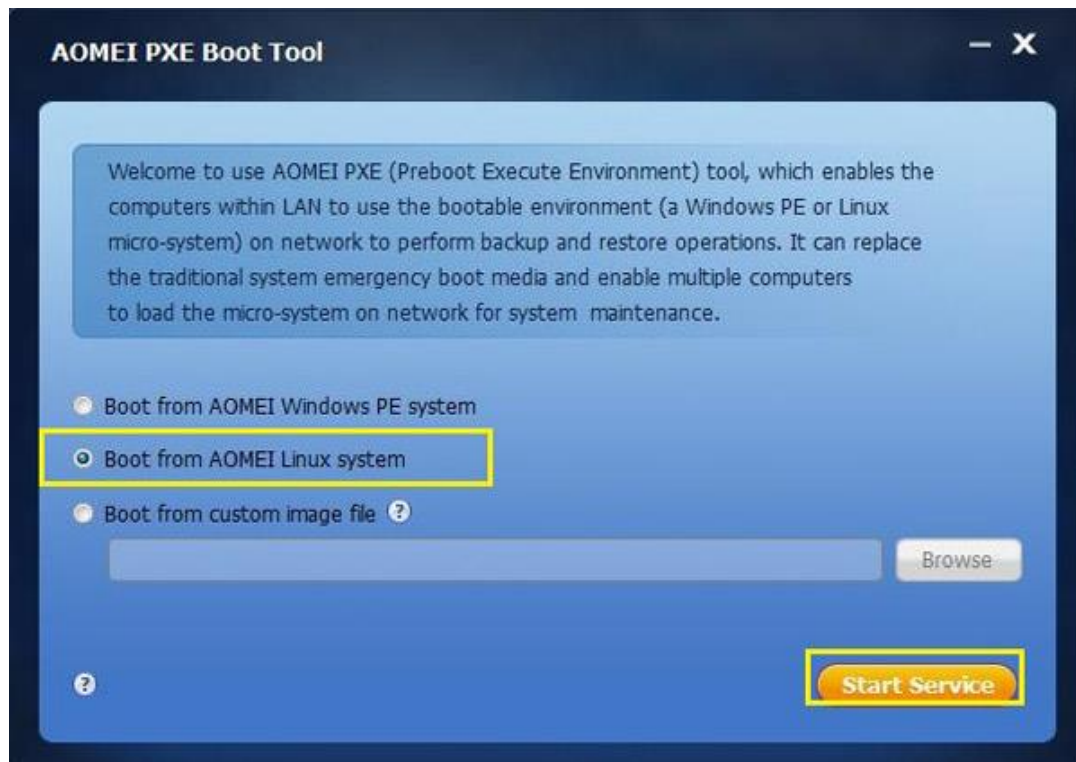 AOMEI PXE Boot Tool
Welcome to use AOMEI PXE (Preboot Execute Environment) tool, which enables the
computers within LAN to use the bootable environment (a Windows PE or Linux
micro-system) on network to perform backup and restore operations. It can replace
the traditional system emergency boot media and enable multiple computers
to load the micro-system on network for system maintenance.
Boot from AOMEI Windows PE system
Boot from AOMEI Linux system
Boot from custom image file ?
Browse
?
Start Service